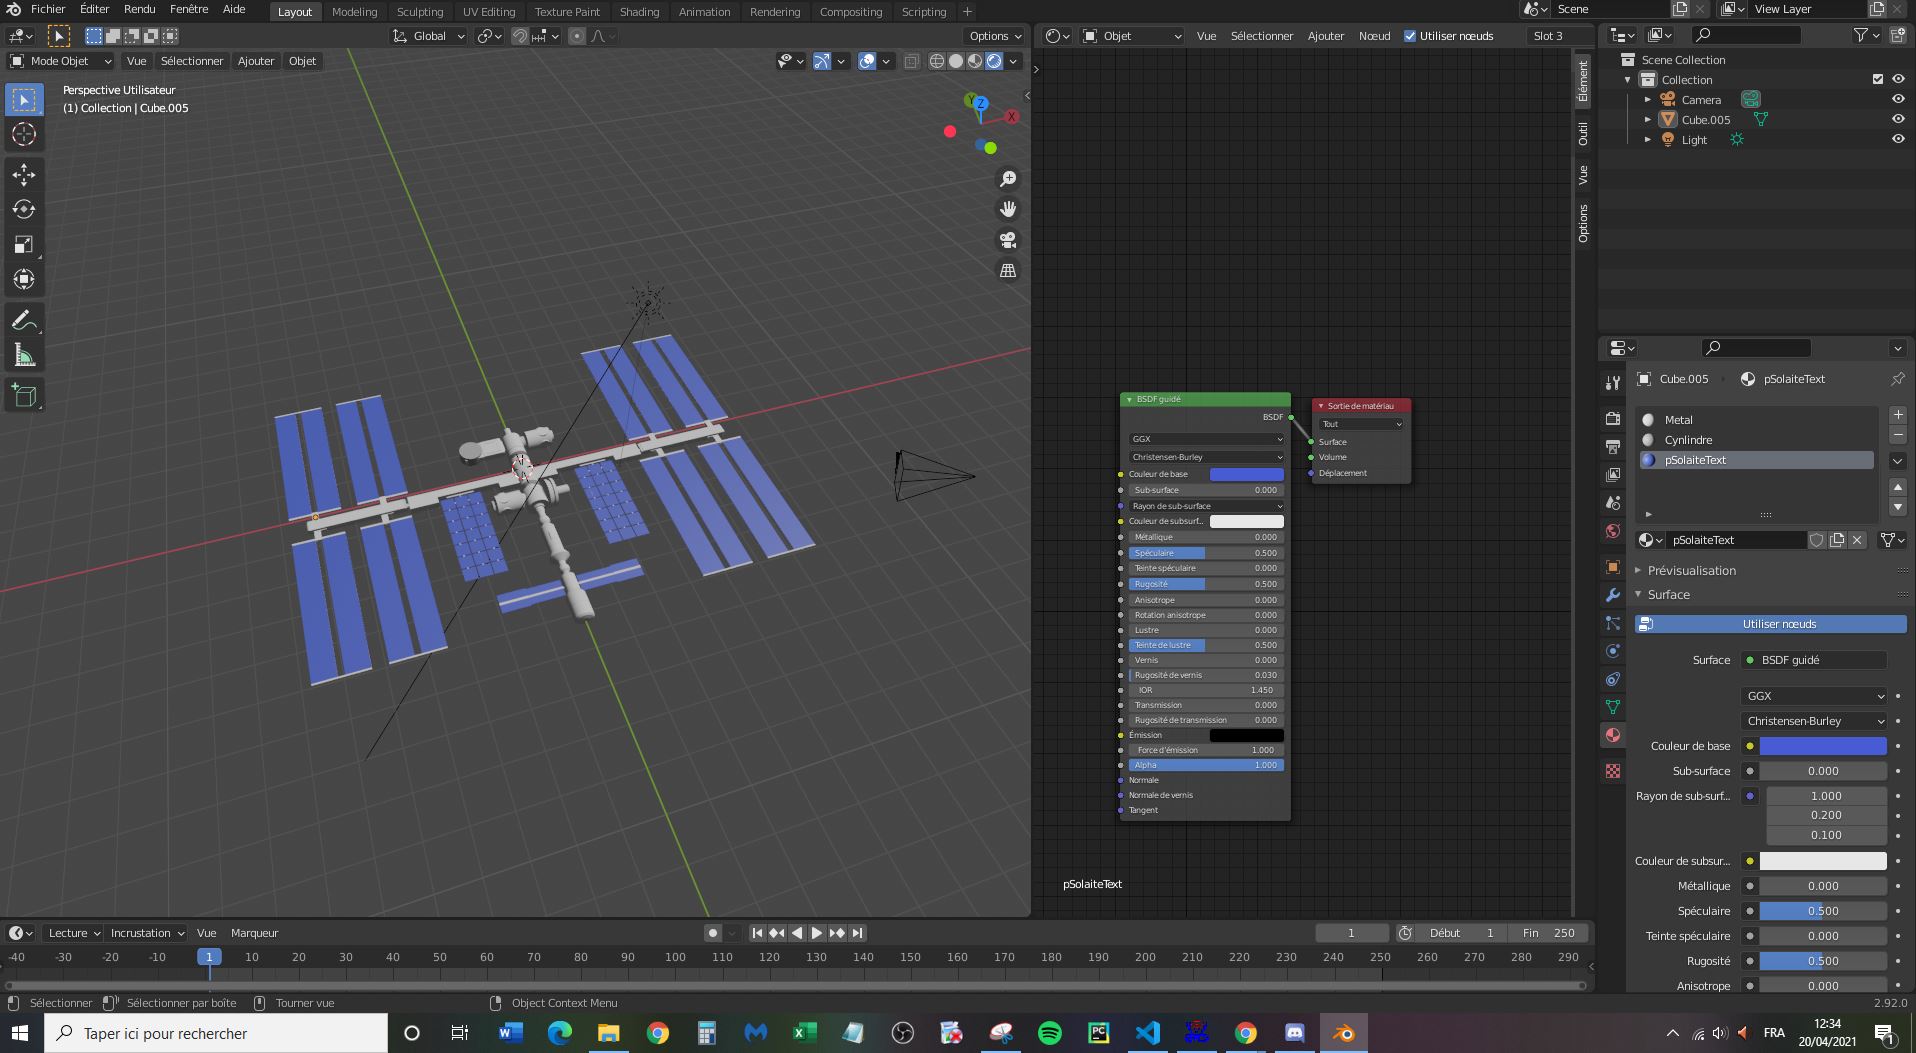 Fichier Éditer Rendu Fenêtre Aide Layout Modeling Sculpting UV Editing Texture Paint Shading Animation Rendering Compositing Scripting + Scene View Layer
Global Options
Mode Objet Vue Sélectionner Ajouter Objet
Perspective Utilisateur
(1) Collection | Cube.005
Y
Z
X
Objet Vue Sélectionner Ajouter Nœud Utiliser nœuds Slot 3
Élément
Outil
Vue
Options
BSDF guidé
BSDF
GGX
Christensen-Burley
Couleur de base
Sub-surface 0.000
Rayon de sub-surface
Couleur de subsurf...
Métallique 0.000
Spéculaire 0.500
Teinte spéculaire 0.000
Rugosité 0.500
Anisotrope 0.000
Rotation anisotrope 0.000
Lustre 0.000
Teinte de lustre 0.500
Vernis 0.000
Rugosité de vernis 0.030
IOR 1.450
Transmission 0.000
Rugosité de transmission 0.000
Émission
Force d'émission 1.000
Alpha 1.000
Normale
Normale de vernis
Tangent
Sortie de matériau
Tout
Surface
Volume
Déplacement
pSolaiteText
Scene Collection
Collection
Camera
Cube.005
Light
Cube.005 pSolaiteText
Metal
Cynlindre
pSolaiteText
pSolaiteText
Prévisualisation
Surface
Utiliser nœuds
Surface BSDF guidé
GGX
Christensen-Burley
Couleur de base
Sub-surface 0.000
Rayon de sub-surf... 1.000
0.200
0.100
Couleur de subsur...
Métallique 0.000
Spéculaire 0.500
Teinte spéculaire 0.000
Rugosité 0.500
Anisotrope 0.000
Lecture Incrustation Vue Marqueur 1 Début 1 Fin 250
-40 -30 -20 -10 1 10 20 30 40 50 60 70 80 90 100 110 120 130 140 150 160 170 180 190 200 210 220 230 240 250 260 270 280 290
Sélectionner Sélectionner par boîte Tourner vue Object Context Menu 2.92.0
Taper ici pour rechercher
FRA
12:34
20/04/2021
1